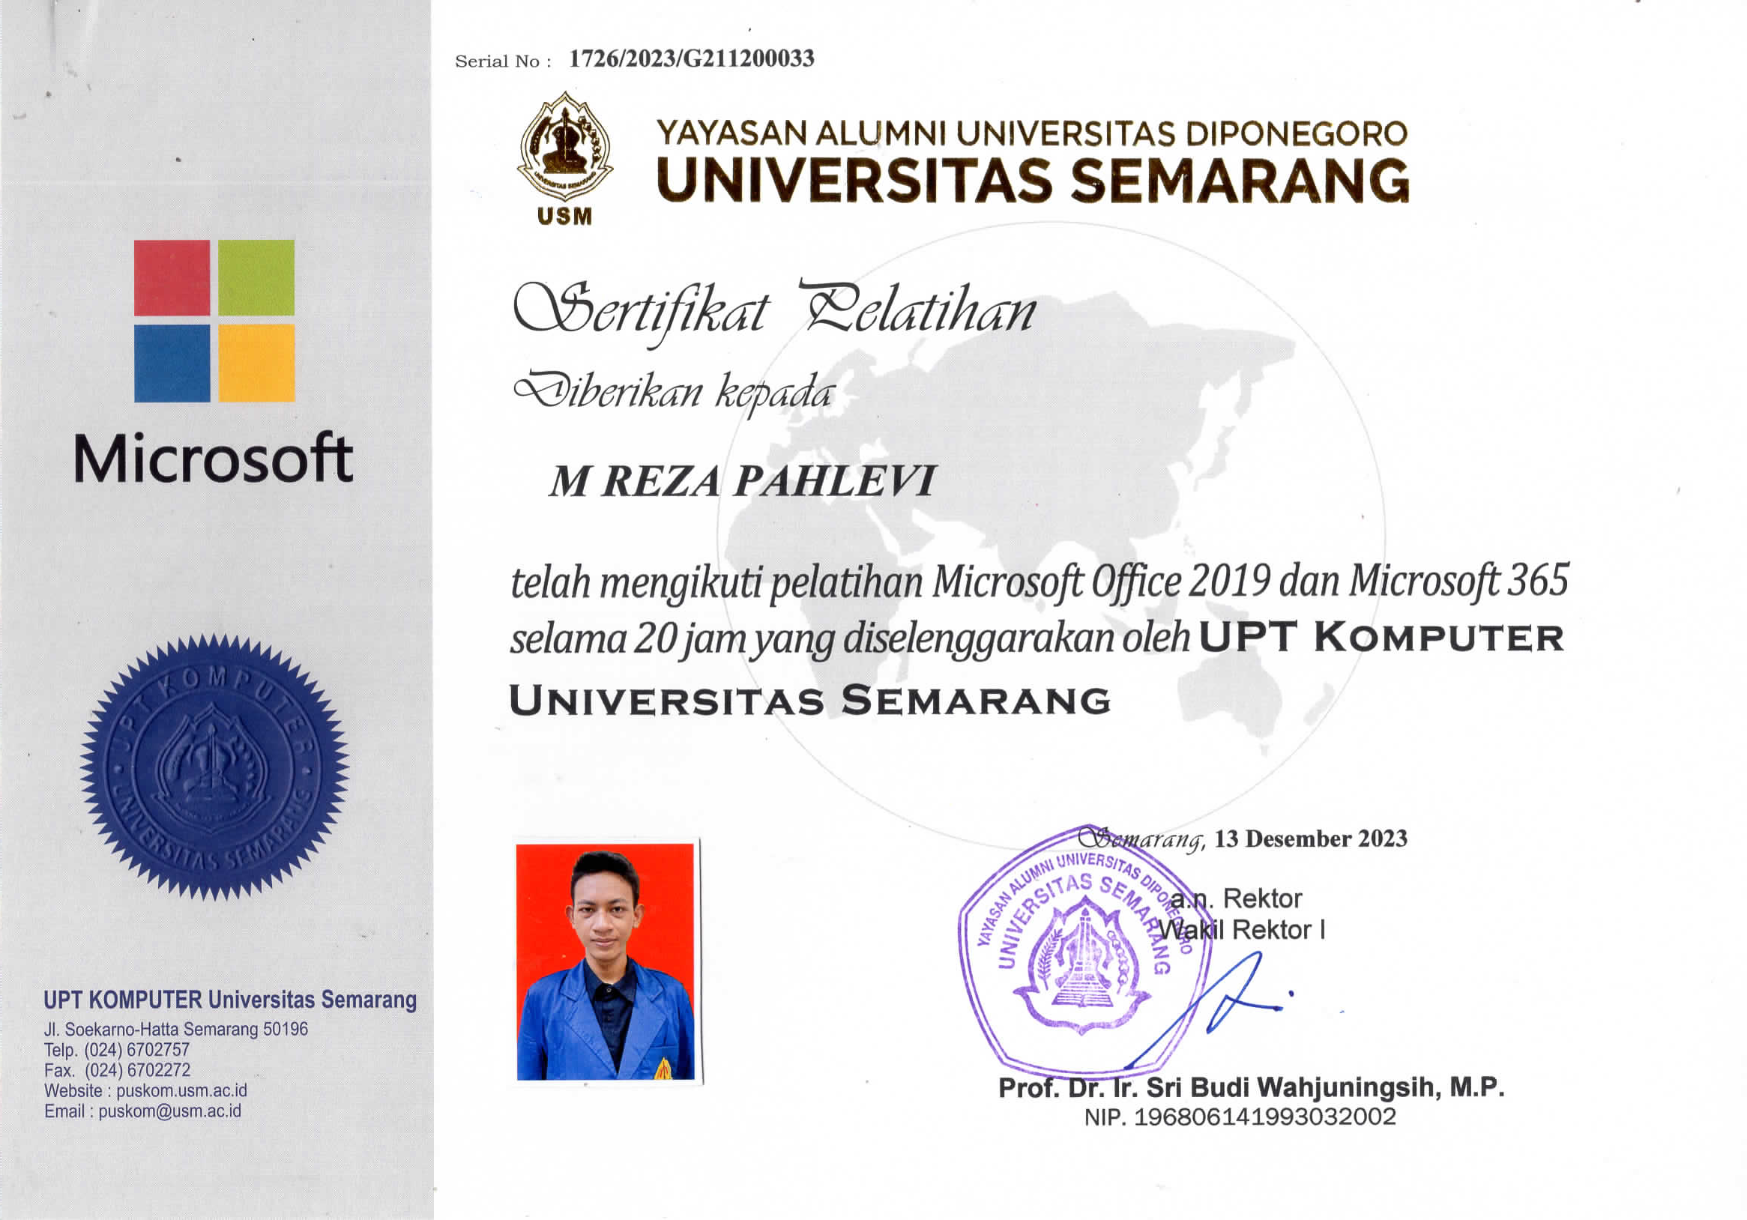 Serial No : 1726/2023/G211200033
YAYASAN ALUMNI UNIVERSITAS DIPONEGORO
UNIVERSITAS SEMARANG
USM
Sertifikat Pelatihan
Diberikan kepada
M REZA PAHLEVI
telah mengikuti pelatihan Microsoft Office 2019 dan Microsoft 365
selama 20 jam yang diselenggarakan oleh UPT KOMPUTER
UNIVERSITAS SEMARANG
Microsoft
UPT KOMPUTER
UNIVERSITAS SEMARANG
UPT KOMPUTER Universitas Semarang
Jl. Soekarno-Hatta Semarang 50196
Telp. (024) 6702757
Fax. (024) 6702272
Website : puskom.usm.ac.id
Email : puskom@usm.ac.id
Semarang, 13 Desember 2023
a.n. Rektor
Wakil Rektor I
YAYASAN ALUMNI UNIVERSITAS DIPONEGORO
UNIVERSITAS SEMARANG
Prof. Dr. Ir. Sri Budi Wahjuningsih, M.P.
NIP. 196806141993032002